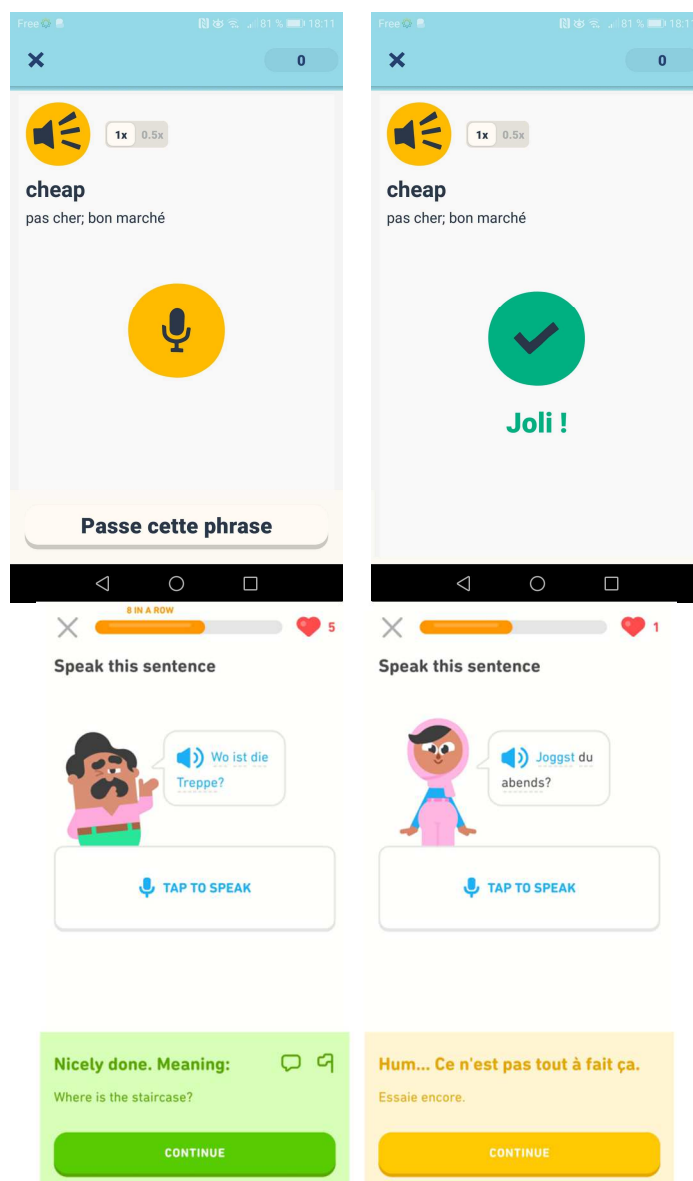 Free 81 % 18:11
0
1x 0.5x
cheap
pas cher; bon marché
Passe cette phrase
Free 81 % 18:11
0
1x 0.5x
cheap
pas cher; bon marché
Joli !
8 IN A ROW
5
Speak this sentence
Wo ist die
Treppe?
TAP TO SPEAK
Nicely done. Meaning:
Where is the staircase?
CONTINUE
1
Speak this sentence
Joggst du
abends?
TAP TO SPEAK
Hum... Ce n'est pas tout à fait ça.
Essaie encore.
CONTINUE